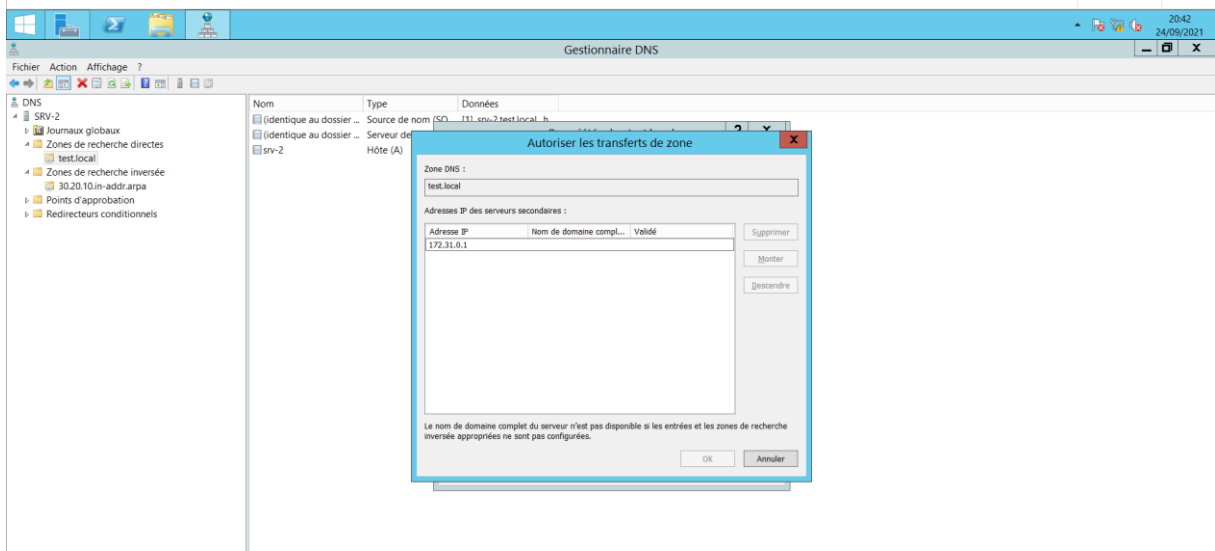 20:42
24/09/2021
Gestionnaire DNS
Fichier Action Affichage ?
DNS
SRV-2
Journaux globaux
Zones de recherche directes
test.local
Zones de recherche inversée
30.20.10.in-addr.arpa
Points d'approbation
Redirecteurs conditionnels
Nom Type Données
(identique au dossier ... Source de nom (SO... [1], srv-2.test.local., h...
(identique au dossier ... Serveur de
srv-2 Hôte (A)
Autoriser les transferts de zone
Zone DNS :
test.local
Adresses IP des serveurs secondaires :
Adresse IP Nom de domaine compl... Validé
172.31.0.1
Supprimer
Monter
Descendre
Le nom de domaine complet du serveur n'est pas disponible si les entrées et les zones de recherche
inversée appropriées ne sont pas configurées.
OK Annuler